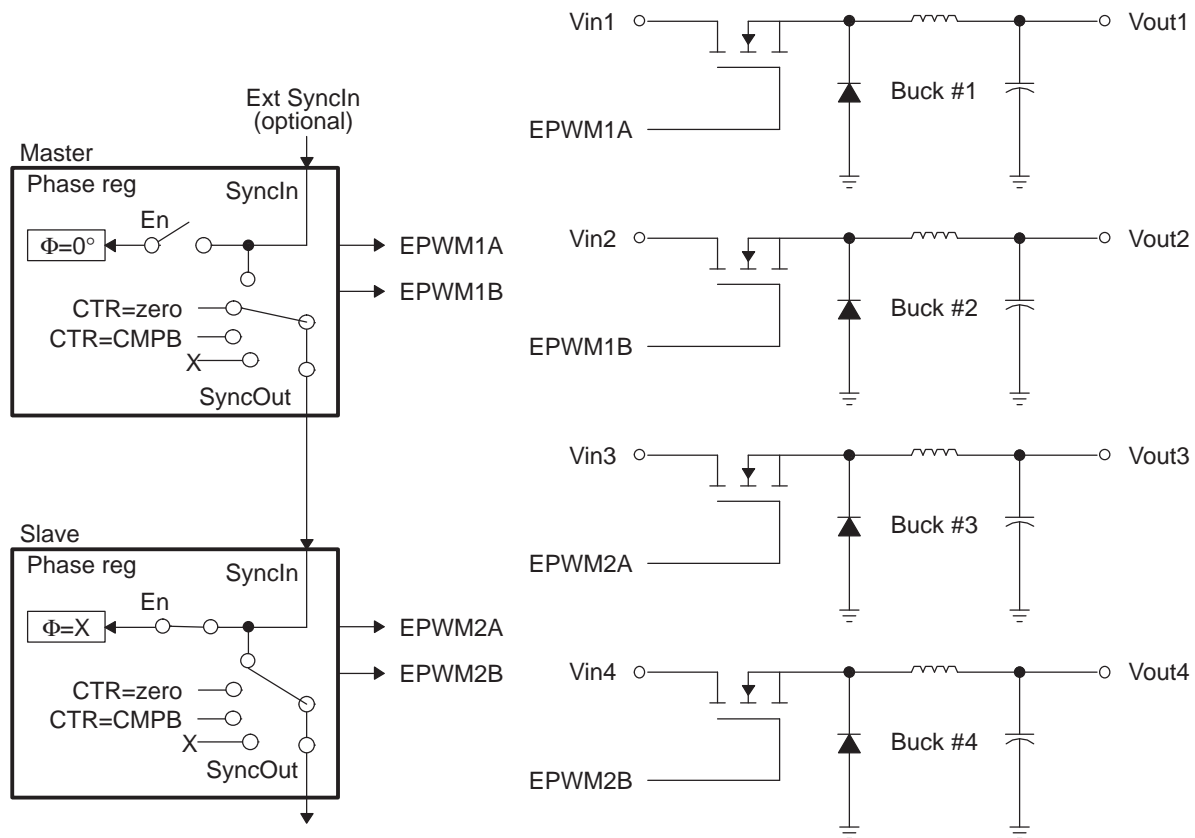 Ext SyncIn
(optional)
Master
Phase reg
SyncIn
En
Φ=0°
EPWM1A
EPWM1B
CTR=zero
CTR=CMPB
X
SyncOut
Slave
Phase reg
SyncIn
En
Φ=X
EPWM2A
EPWM2B
CTR=zero
CTR=CMPB
X
SyncOut
Vin1
Vout1
Buck #1
EPWM1A
Vin2
Vout2
Buck #2
EPWM1B
Vin3
Vout3
Buck #3
EPWM2A
Vin4
Vout4
Buck #4
EPWM2B